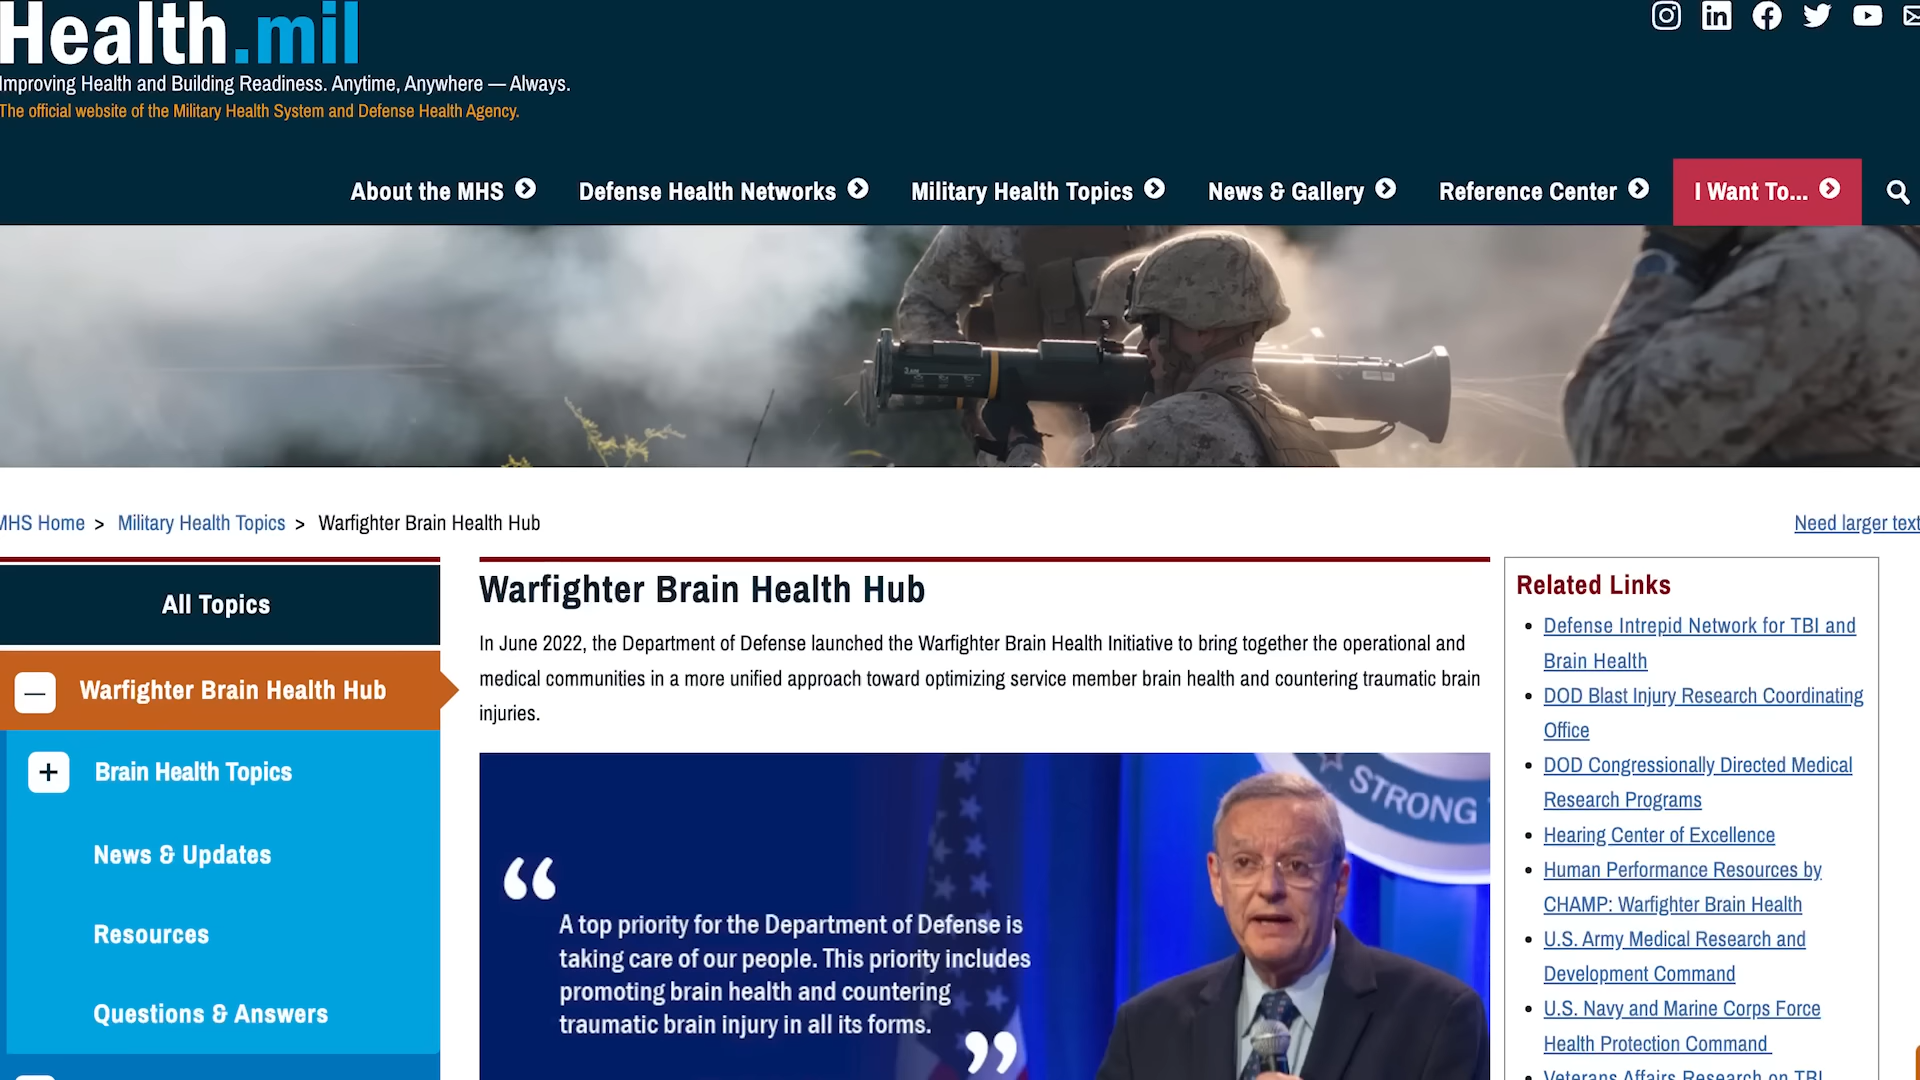 Health.mil
Improving Health and Building Readiness. Anytime, Anywhere — Always.
The official website of the Military Health System and Defense Health Agency.
About the MHS
Defense Health Networks
Military Health Topics
News & Gallery
Reference Center
I Want To...
MHS Home > Military Health Topics > Warfighter Brain Health Hub
Need larger text
All Topics
Warfighter Brain Health Hub
Brain Health Topics
News & Updates
Resources
Questions & Answers
Warfighter Brain Health Hub
In June 2022, the Department of Defense launched the Warfighter Brain Health Initiative to bring together the operational and
medical communities in a more unified approach toward optimizing service member brain health and countering traumatic brain
injuries.
STRONG
“
A top priority for the Department of Defense is
taking care of our people. This priority includes
promoting brain health and countering
traumatic brain injury in all its forms.
”
Related Links
• Defense Intrepid Network for TBI and
Brain Health
• DOD Blast Injury Research Coordinating
Office
• DOD Congressionally Directed Medical
Research Programs
• Hearing Center of Excellence
• Human Performance Resources by
CHAMP: Warfighter Brain Health
• U.S. Army Medical Research and
Development Command
• U.S. Navy and Marine Corps Force
Health Protection Command
Veterans Affairs Research on TBI